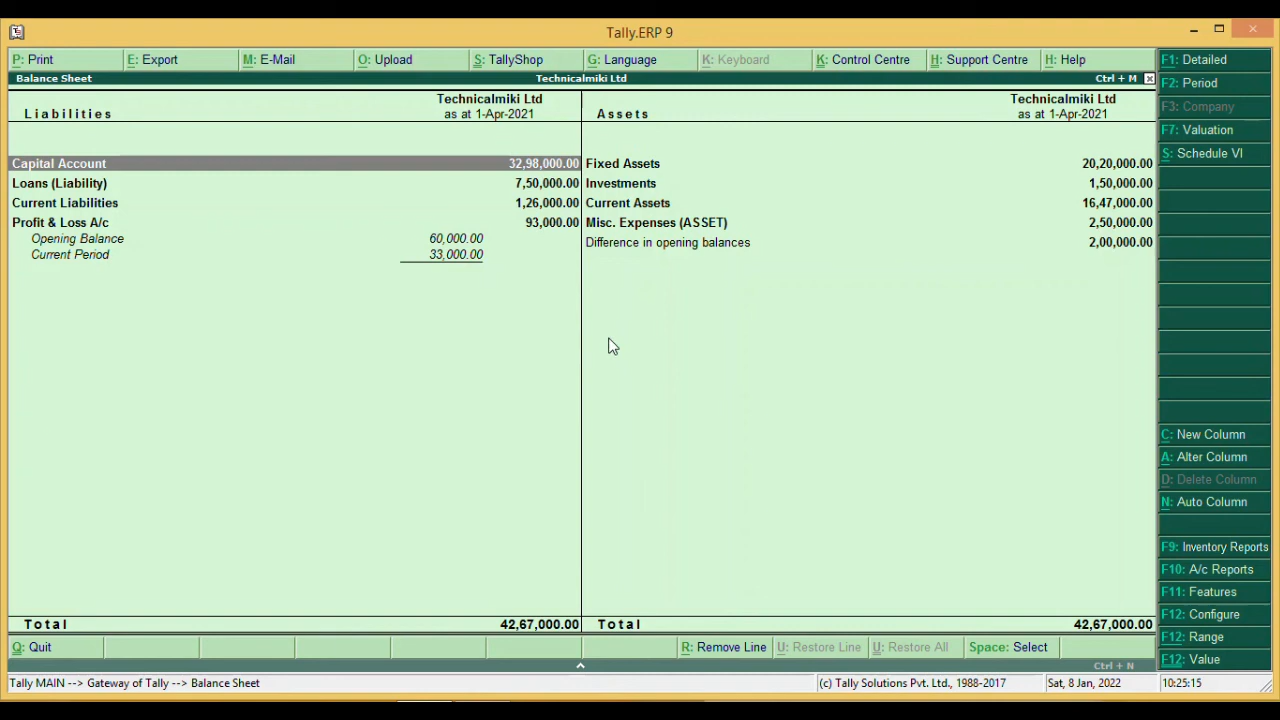 Tally.ERP 9
P: Print E: Export M: E-Mail O: Upload S: TallyShop G: Language K: Keyboard K: Control Centre H: Support Centre H: Help
Balance Sheet Technicalmiki Ltd Ctrl + M
Technicalmiki Ltd Technicalmiki Ltd
Liabilities as at 1-Apr-2021 Assets as at 1-Apr-2021
Capital Account 32,98,000.00 Fixed Assets 20,20,000.00
Loans (Liability) 7,50,000.00 Investments 1,50,000.00
Current Liabilities 1,26,000.00 Current Assets 16,47,000.00
Profit & Loss A/c 93,000.00 Misc. Expenses (ASSET) 2,50,000.00
Opening Balance 60,000.00 Difference in opening balances 2,00,000.00
Current Period 33,000.00
Total 42,67,000.00 Total 42,67,000.00
Q: Quit R: Remove Line U: Restore Line U: Restore All Space: Select
Ctrl + N
Tally MAIN --> Gateway of Tally --> Balance Sheet (c) Tally Solutions Pvt. Ltd., 1988-2017 Sat, 8 Jan, 2022 10:25:15
F1: Detailed
F2: Period
F3: Company
F7: Valuation
S: Schedule VI
C: New Column
A: Alter Column
D: Delete Column
N: Auto Column
F9: Inventory Reports
F10: A/c Reports
F11: Features
F12: Configure
F12: Range
F12: Value